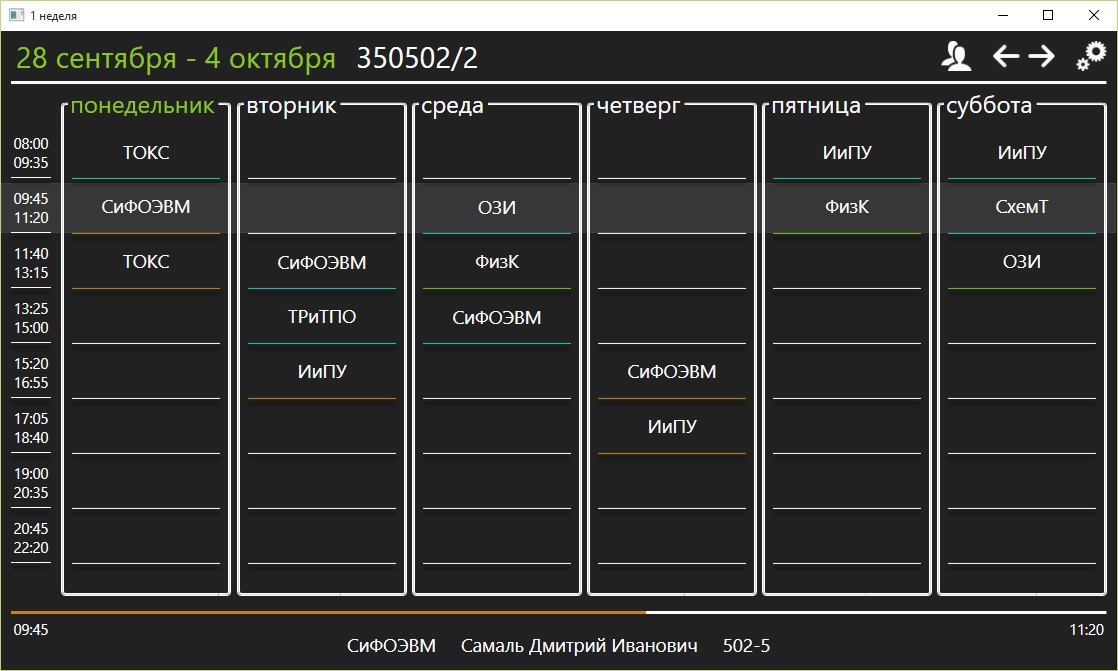 1 неделя
28 сентября - 4 октября 350502/2
понедельник вторник среда четверг пятница суббота
08:00
09:35
ТОКС ИиПУ ИиПУ
09:45
11:20
СиФОЭВМ ОЗИ ФизК СхемТ
11:40
13:15
ТОКС СиФОЭВМ ФизК ОЗИ
13:25
15:00
ТРиТПО СиФОЭВМ
15:20
16:55
ИиПУ СиФОЭВМ
17:05
18:40
ИиПУ
19:00
20:35
20:45
22:20
09:45 11:20
СиФОЭВМ Самаль Дмитрий Иванович 502-5